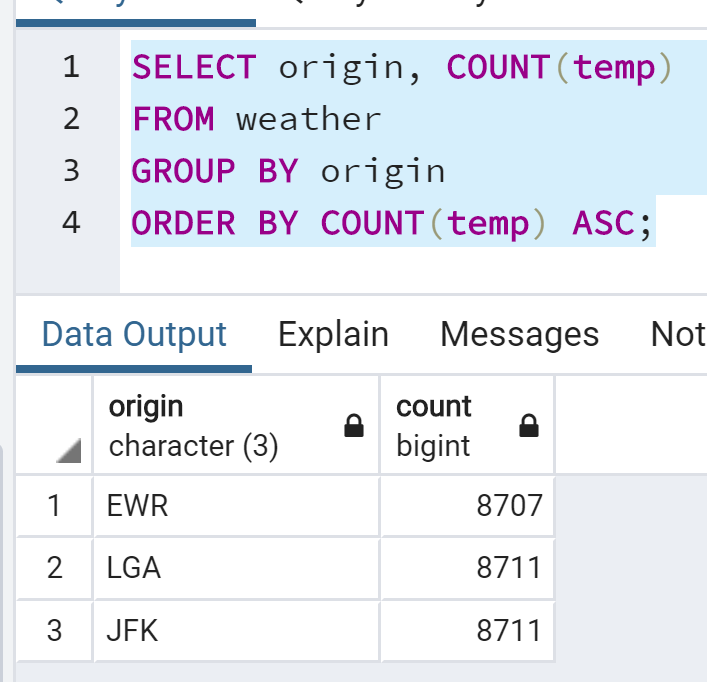 1 SELECT origin, COUNT(temp)
2 FROM weather
3 GROUP BY origin
4 ORDER BY COUNT(temp) ASC;
Data Output Explain Messages Not
origin count
character (3) bigint
1 EWR 8707
2 LGA 8711
3 JFK 8711